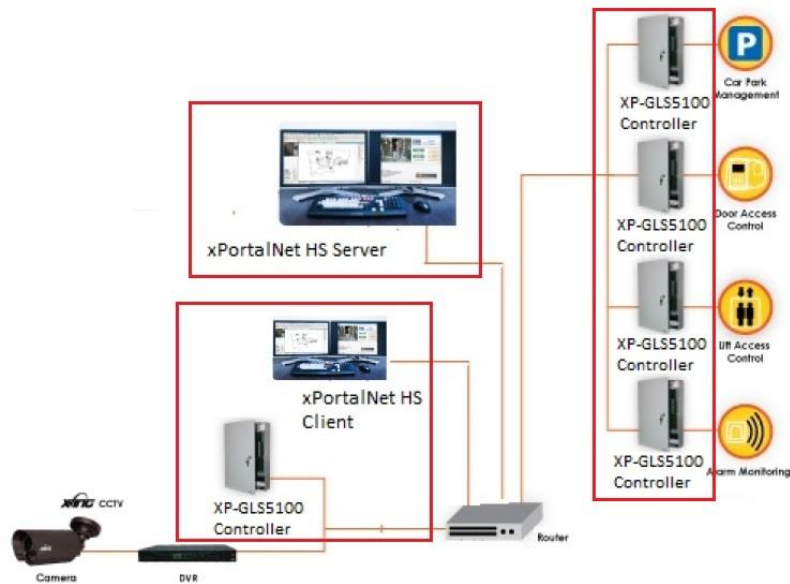 P
Car Park
Management
XP-GLS5100
Controller
Door Access
Control
XP-GLS5100
Controller
xPortalNet HS Server
Lift Access
Control
XP-GLS5100
Controller
xPortalNet HS
Client
XP-GLS5100
Controller
Alarm Monitoring
XP-GLS5100
Controller
CCTV
Router
Camera
DVR